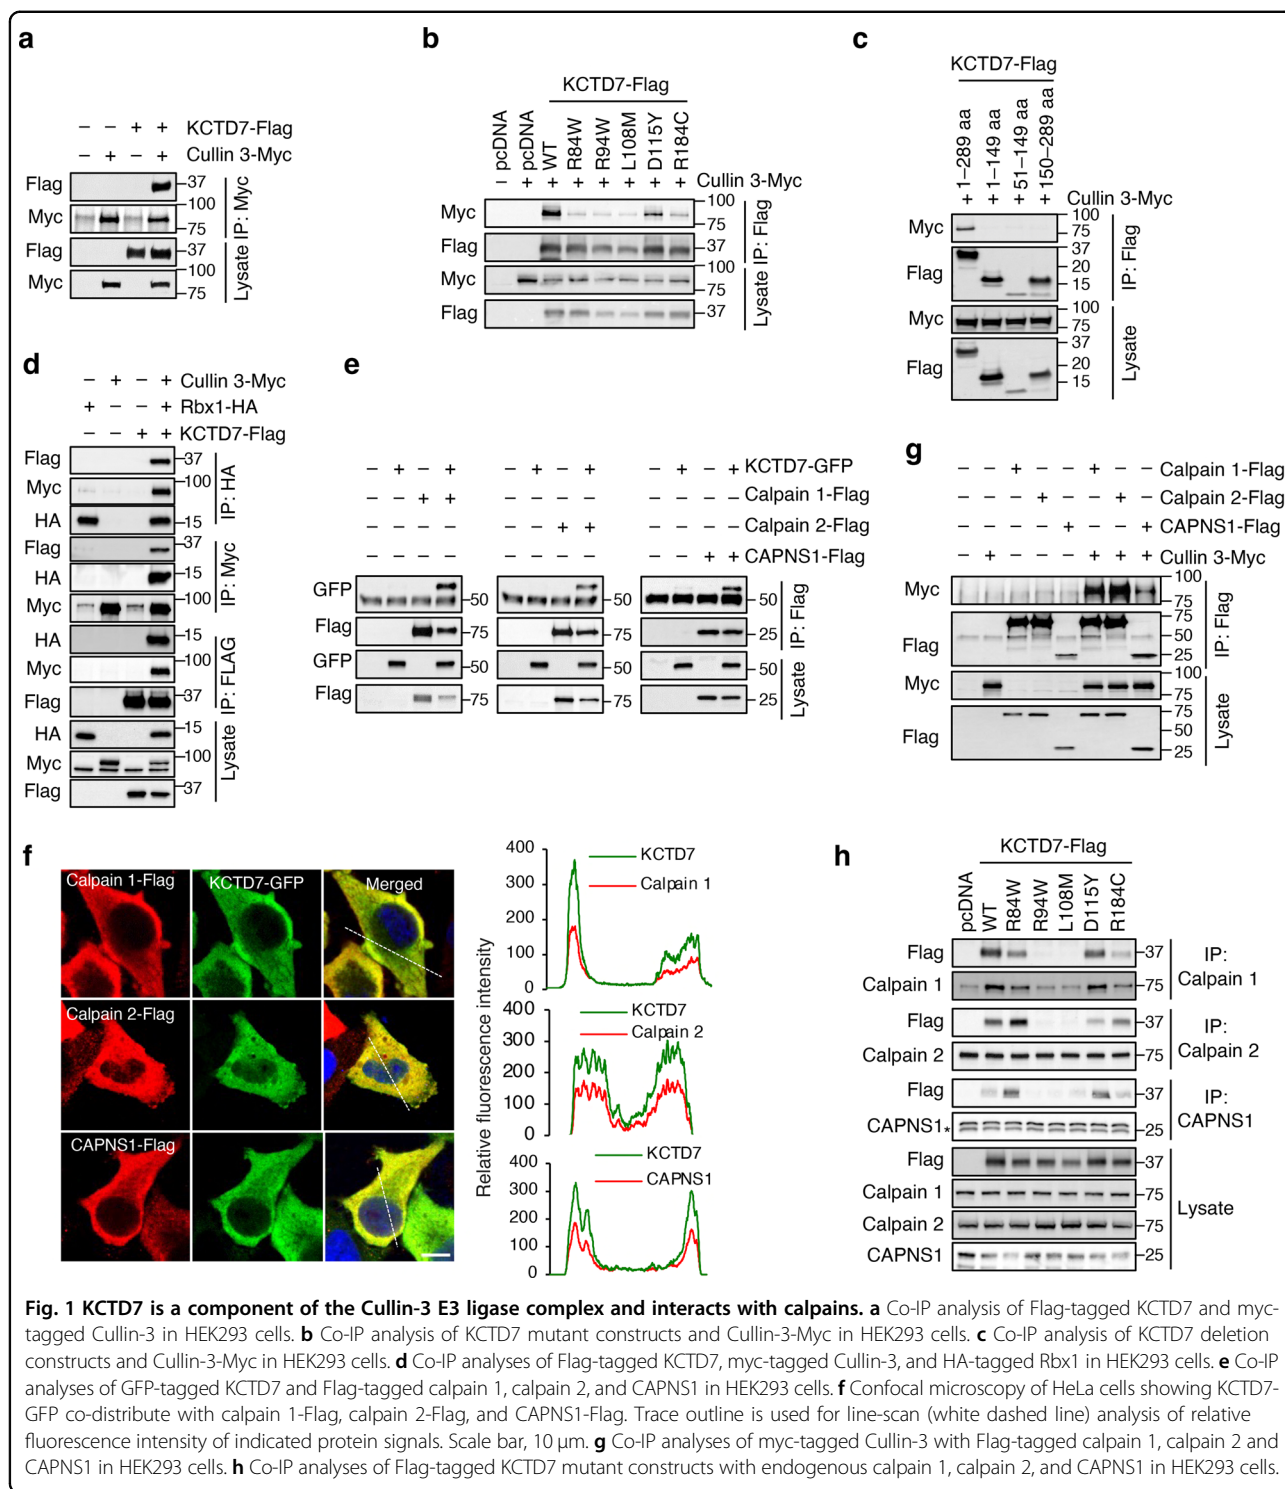 a
– – + + KCTD7-Flag
– + – + Cullin 3-Myc
Flag 37
Myc 100 75
IP: Myc
Flag 37
Myc 100 75
Lysate
b
KCTD7-Flag
pcDNA pcDNA WT R84W R94W L108M D115Y R184C
– + + + + + + + Cullin 3-Myc
Myc 100 75
Flag 37
IP: Flag
Myc 100 75
Flag 37
Lysate
c
KCTD7-Flag
1–289 aa 1–149 aa 51–149 aa 150–289 aa
+ + + + Cullin 3-Myc
Myc 100 75
Flag 37 20 15
IP: Flag
Myc 100 75
Flag 37 20 15
Lysate
d
– + – + Cullin 3-Myc
+ – – + Rbx1-HA
– – + + KCTD7-Flag
Flag 37
Myc 100
HA 15
IP: HA
Flag 37
HA 15
Myc 100
IP: Myc
HA 15
Myc 100
Flag 37
IP: FLAG
HA 15
Myc 100
Flag 37
Lysate
e
– + – + – + – + – + – + KCTD7-GFP
– – + + – – – – – – – – Calpain 1-Flag
– – – – – – + + – – – – Calpain 2-Flag
– – – – – – – – – – + + CAPNS1-Flag
GFP 50 50 50
Flag 75 75 25
IP: Flag
GFP 50 50 50
Flag 75 75 25
Lysate
g
– – + – – + – – Calpain 1-Flag
– – – + – – + – Calpain 2-Flag
– – – – + – – + CAPNS1-Flag
– + – – – + + + Cullin 3-Myc
Myc 100 75
Flag 75 50 25
IP: Flag
Myc 100 75
Flag 75 50 25
Lysate
f
Calpain 1-Flag KCTD7-GFP Merged
Calpain 2-Flag
CAPNS1-Flag
Relative fluorescence intensity
400 300 200 100 0
KCTD7
Calpain 1
400 300 200 100 0
KCTD7
Calpain 2
400 300 200 100 0
KCTD7
CAPNS1
h
KCTD7-Flag
pcDNA WT R84W R94W L108M D115Y R184C
Flag 37
Calpain 1 75
IP: Calpain 1
Flag 37
Calpain 2 75
IP: Calpain 2
Flag 37
CAPNS1* 25
IP: CAPNS1
Flag 37
Calpain 1 75
Calpain 2 75
CAPNS1 25
Lysate
Fig. 1 KCTD7 is a component of the Cullin-3 E3 ligase complex and interacts with calpains. a Co-IP analysis of Flag-tagged KCTD7 and myc-
tagged Cullin-3 in HEK293 cells. b Co-IP analysis of KCTD7 mutant constructs and Cullin-3-Myc in HEK293 cells. c Co-IP analysis of KCTD7 deletion
constructs and Cullin-3-Myc in HEK293 cells. d Co-IP analyses of Flag-tagged KCTD7, myc-tagged Cullin-3, and HA-tagged Rbx1 in HEK293 cells. e Co-IP
analyses of GFP-tagged KCTD7 and Flag-tagged calpain 1, calpain 2, and CAPNS1 in HEK293 cells. f Confocal microscopy of HeLa cells showing KCTD7-
GFP co-distribute with calpain 1-Flag, calpain 2-Flag, and CAPNS1-Flag. Trace outline is used for line-scan (white dashed line) analysis of relative
fluorescence intensity of indicated protein signals. Scale bar, 10 μm. g Co-IP analyses of myc-tagged Cullin-3 with Flag-tagged calpain 1, calpain 2 and
CAPNS1 in HEK293 cells. h Co-IP analyses of Flag-tagged KCTD7 mutant constructs with endogenous calpain 1, calpain 2, and CAPNS1 in HEK293 cells.